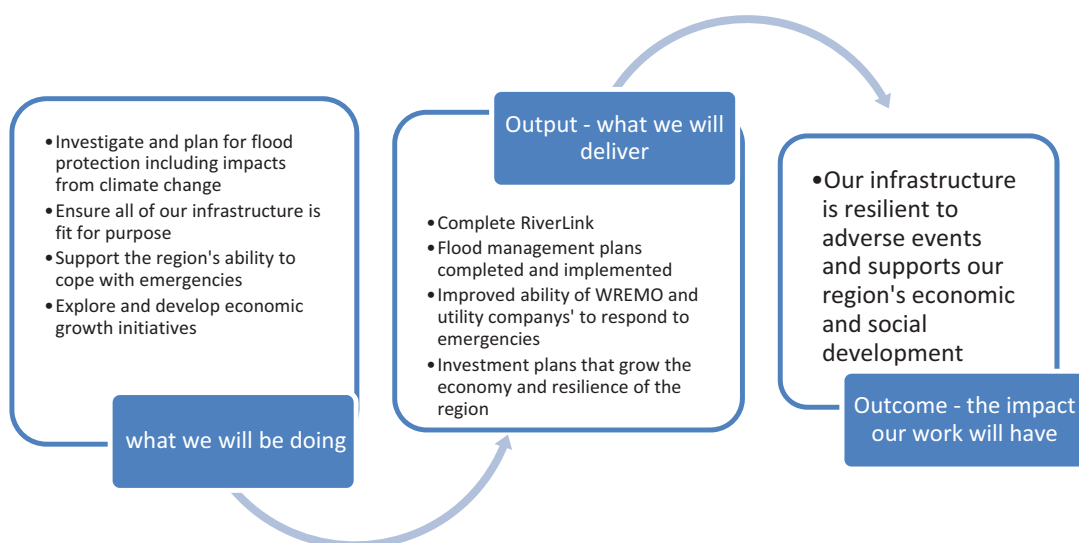 •Investigate and plan for flood
protection including impacts
from climate change
•Ensure all of our infrastructure is
fit for purpose
•Support the region's ability to
cope with emergencies
•Explore and develop economic
growth initiatives
what we will be doing
Output - what we will
deliver
•Complete RiverLink
•Flood management plans
completed and implemented
•Improved ability of WREMO and
utility companys' to respond to
emergencies
•Investment plans that grow the
economy and resilience of the
region
•Our infrastructure
is resilient to
adverse events
and supports our
region's economic
and social
development
Outcome - the impact
our work will have